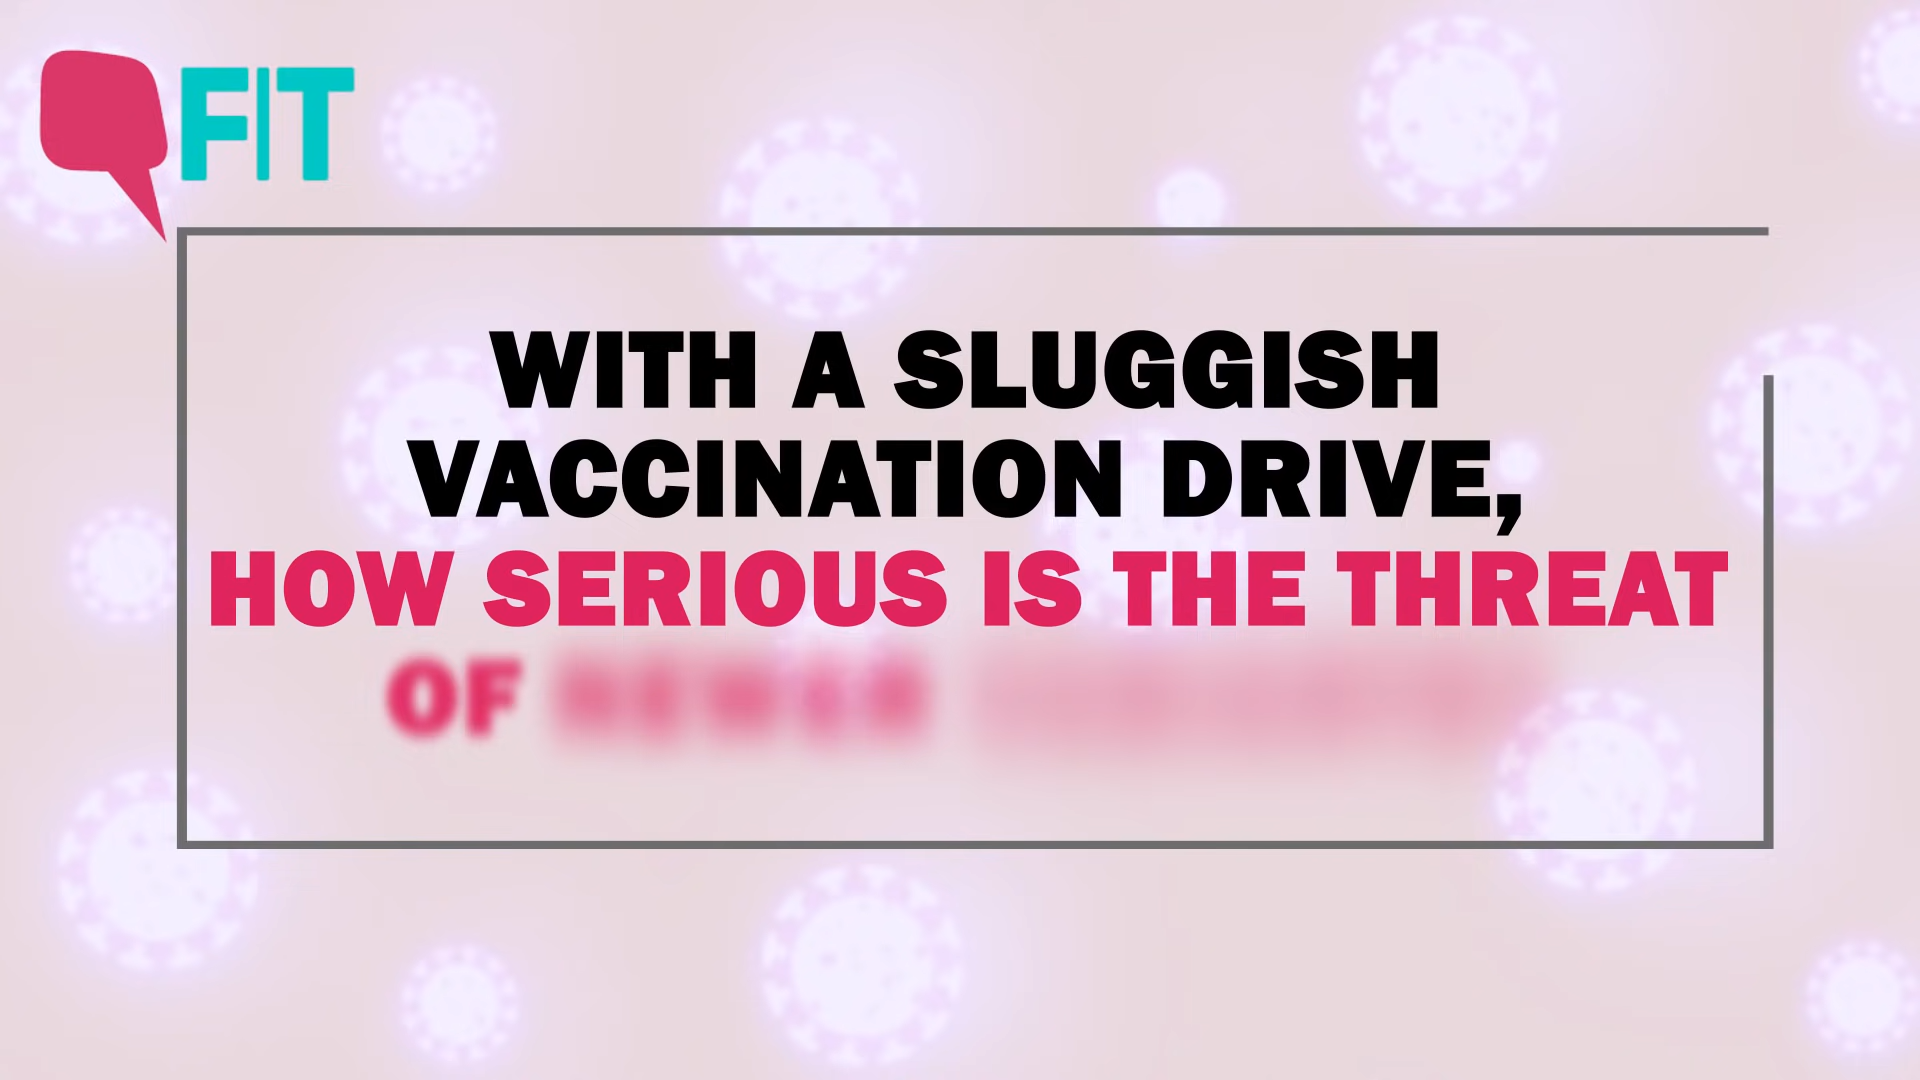 FIT
WITH A SLUGGISH
VACCINATION DRIVE,
HOW SERIOUS IS THE THREAT
OF